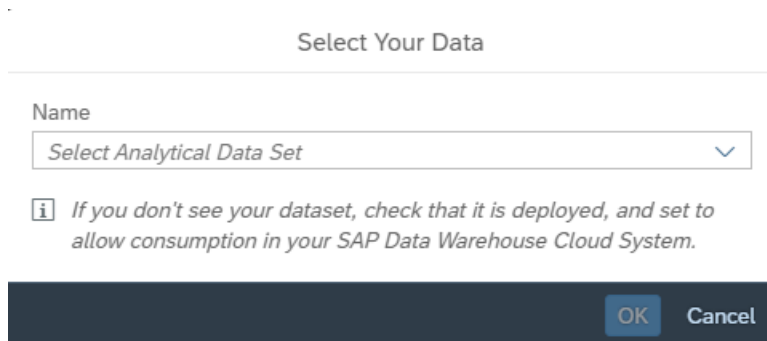 Select Your Data
Name
Select Analytical Data Set
If you don't see your dataset, check that it is deployed, and set to
allow consumption in your SAP Data Warehouse Cloud System.
OK Cancel